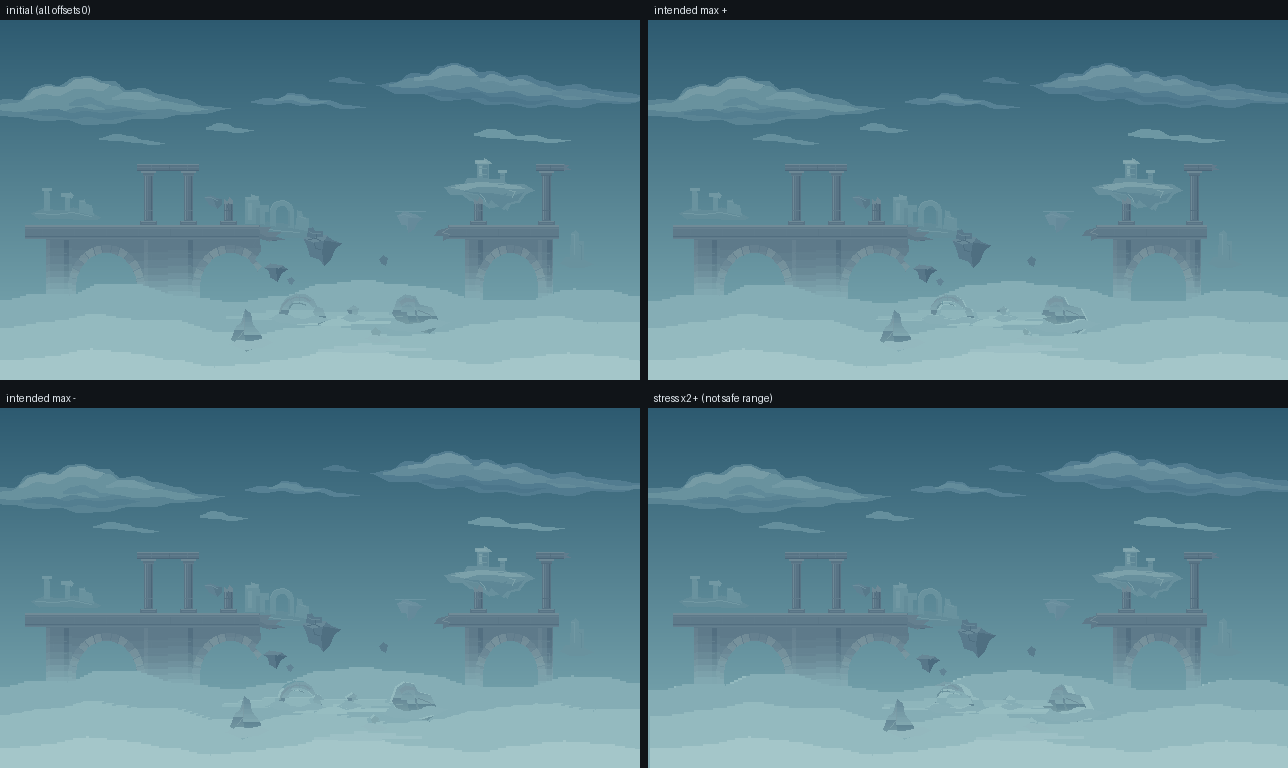 initial (all offsets 0)
intended max +
intended max -
stress x2 + (not safe range)